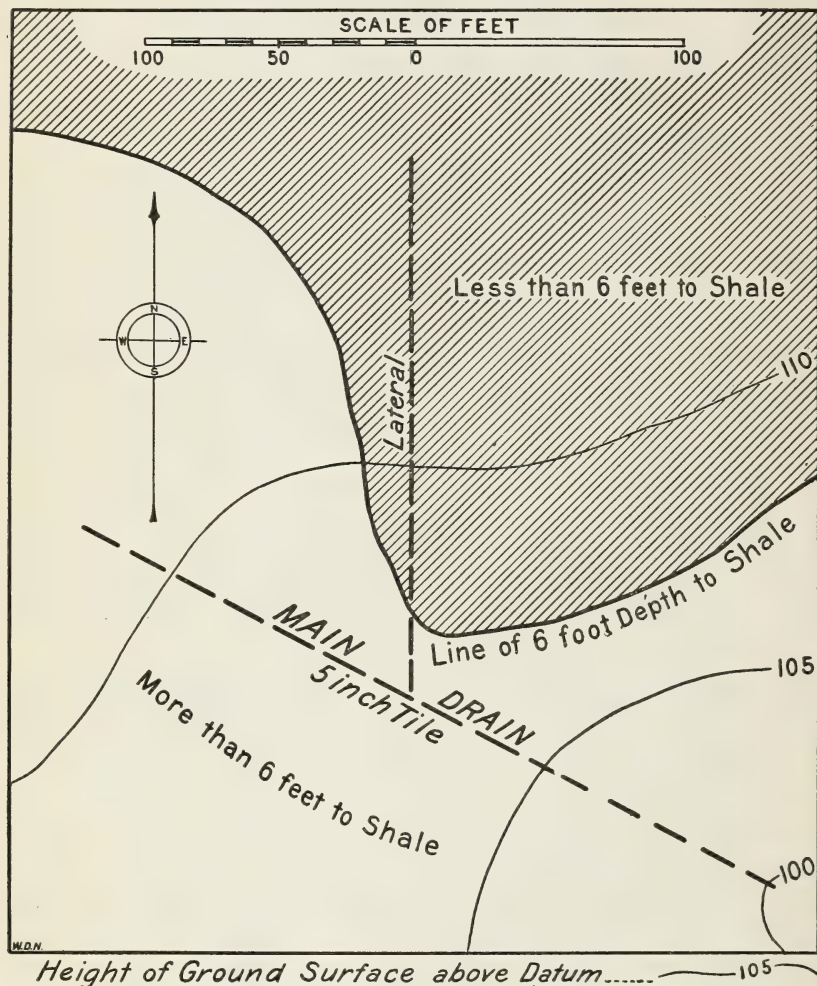 SCALE OF FEET
100 50 0 100
N
W E
S
Less than 6 feet to Shale
Lateral
110
Line of 6 foot Depth to Shale
MAIN DRAIN
5 inch Tile
105
More than 6 feet to Shale
100
W.D.N.
Height of Ground Surface above Datum...... 105